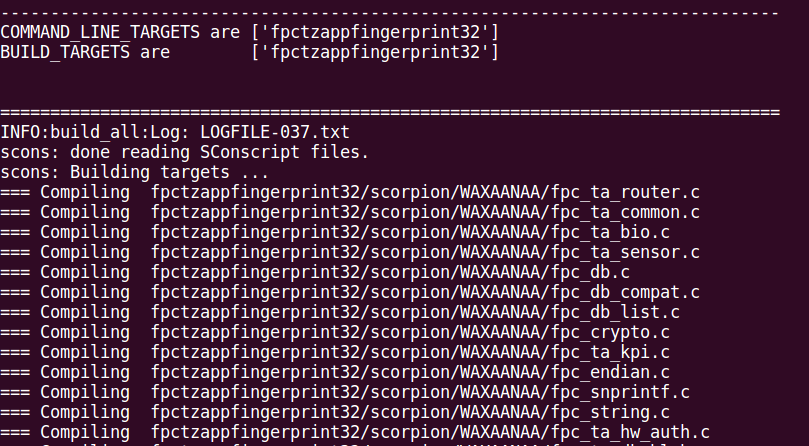 ------------------------------------------------------------------------------
COMMAND_LINE_TARGETS are ['fpctzappfingerprint32']
BUILD_TARGETS are        ['fpctzappfingerprint32']
==============================================================================
INFO:build_all:Log: LOGFILE-037.txt
scons: done reading SConscript files.
scons: Building targets ...
=== Compiling  fpctzappfingerprint32/scorpion/WAXAANAA/fpc_ta_router.c
=== Compiling  fpctzappfingerprint32/scorpion/WAXAANAA/fpc_ta_common.c
=== Compiling  fpctzappfingerprint32/scorpion/WAXAANAA/fpc_ta_bio.c
=== Compiling  fpctzappfingerprint32/scorpion/WAXAANAA/fpc_ta_sensor.c
=== Compiling  fpctzappfingerprint32/scorpion/WAXAANAA/fpc_db.c
=== Compiling  fpctzappfingerprint32/scorpion/WAXAANAA/fpc_db_compat.c
=== Compiling  fpctzappfingerprint32/scorpion/WAXAANAA/fpc_db_list.c
=== Compiling  fpctzappfingerprint32/scorpion/WAXAANAA/fpc_crypto.c
=== Compiling  fpctzappfingerprint32/scorpion/WAXAANAA/fpc_ta_kpi.c
=== Compiling  fpctzappfingerprint32/scorpion/WAXAANAA/fpc_endian.c
=== Compiling  fpctzappfingerprint32/scorpion/WAXAANAA/fpc_snprintf.c
=== Compiling  fpctzappfingerprint32/scorpion/WAXAANAA/fpc_string.c
=== Compiling  fpctzappfingerprint32/scorpion/WAXAANAA/fpc_ta_hw_auth.c
=== Compiling